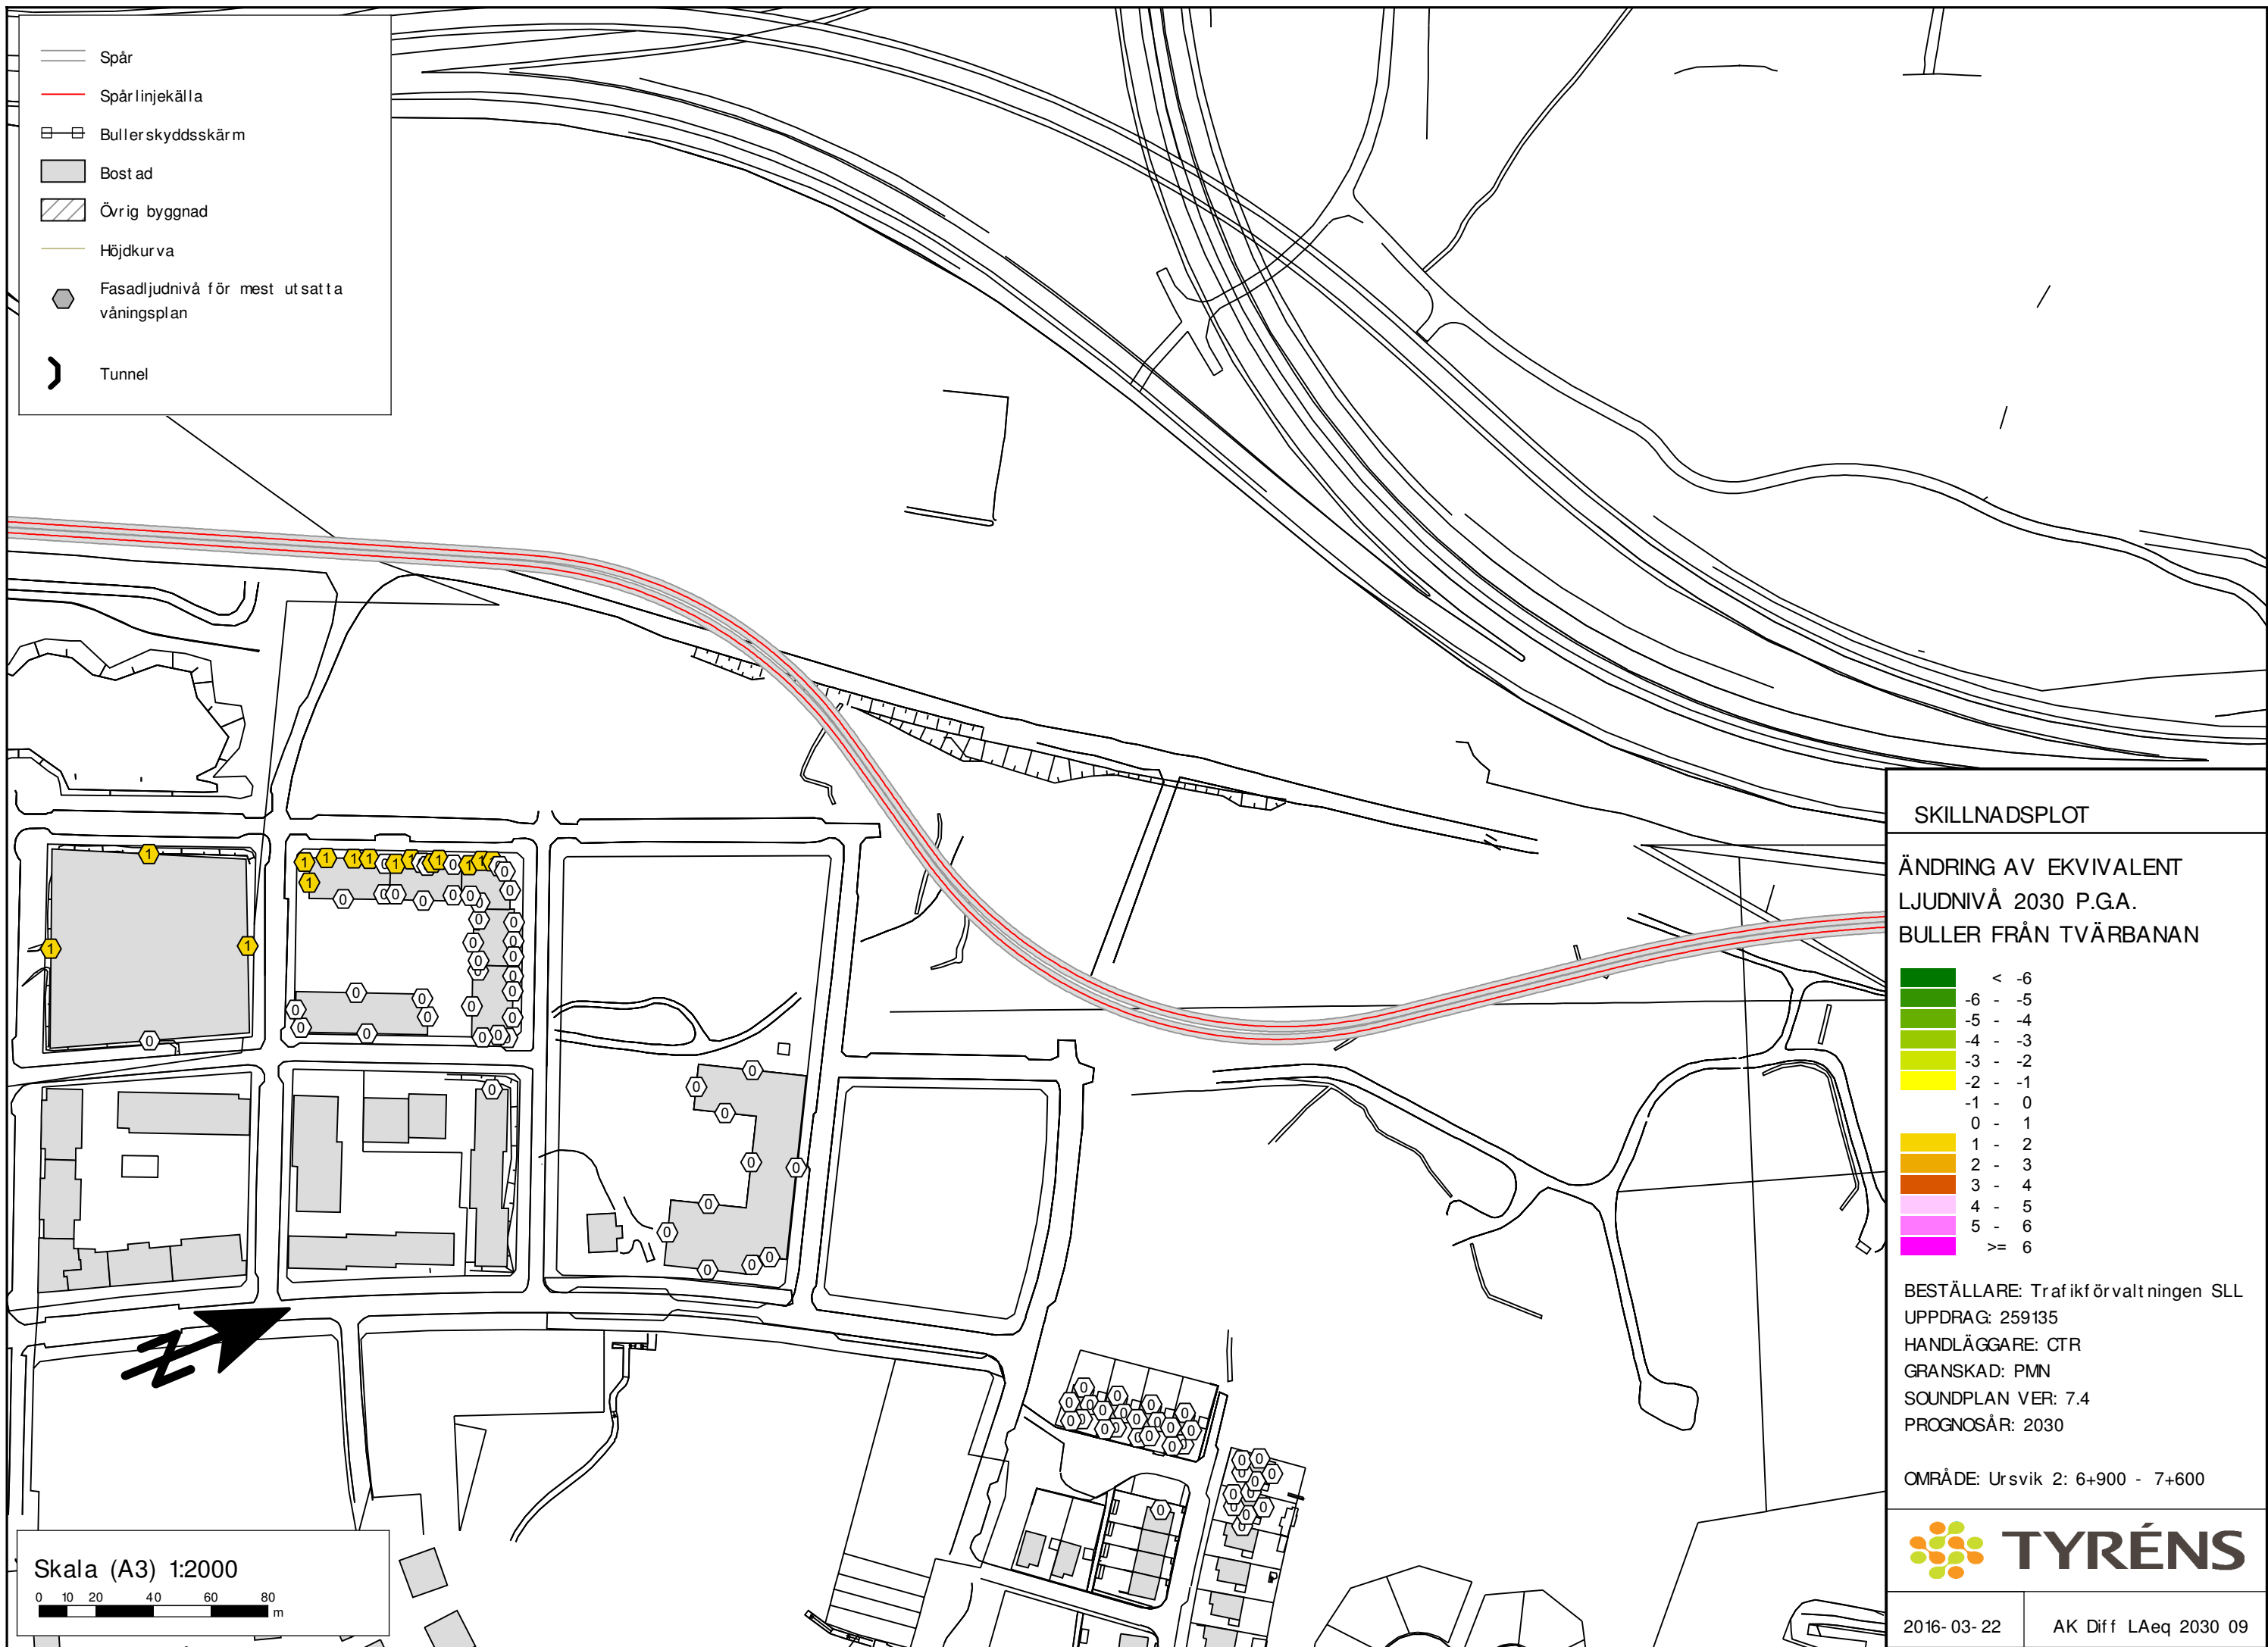 Spår
Spårlinjekälla
Bullerskyddsskärm
Bostad
Övrig byggnad
Höjdkurva
Fasadljudnivå för mest utsatta
våningsplan
Tunnel
SKILLNADSPLOT
ÄNDRING AV EKVIVALENT
LJUDNIVÅ 2030 P.G.A.
BULLER FRÅN TVÄRBANAN
< -6
-6 - -5
-5 - -4
-4 - -3
-3 - -2
-2 - -1
-1 - 0
0 - 1
1 - 2
2 - 3
3 - 4
4 - 5
5 - 6
>= 6
BESTÄLLARE: Trafikförvaltningen SLL
UPPDRAG: 259135
HANDLÄGGARE: CTR
GRANSKAD: PMN
SOUNDPLAN VER: 7.4
PROGNOSÅR: 2030
OMRÅDE: Ursvik 2: 6+900 - 7+600
TYRÉNS
2016-03-22
AK Diff LAeq 2030 09
Skala (A3) 1:2000
0 10 20 40 60 80
m